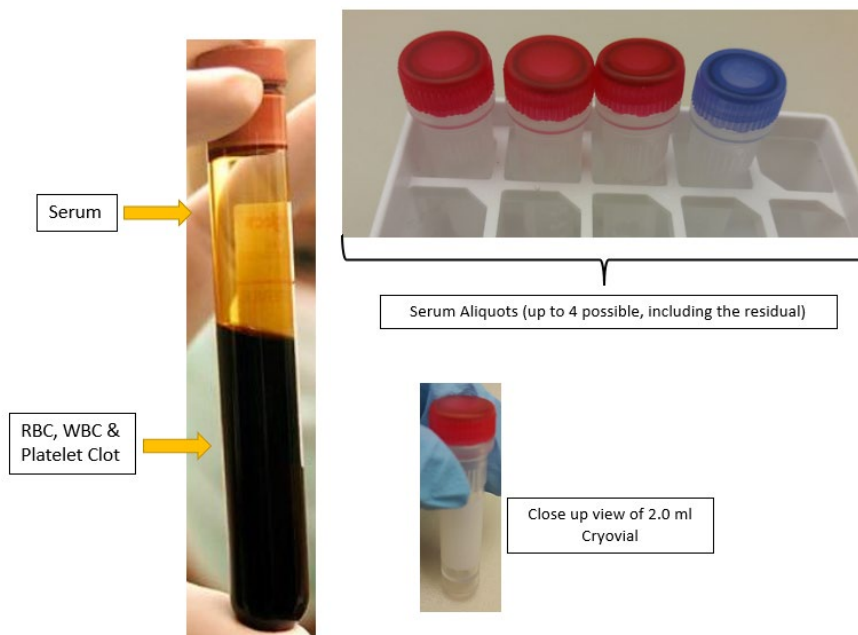 Serum
Serum Aliquots (up to 4 possible, including the residual)
RBC, WBC &
Platelet Clot
Close up view of 2.0 ml
Cryovial